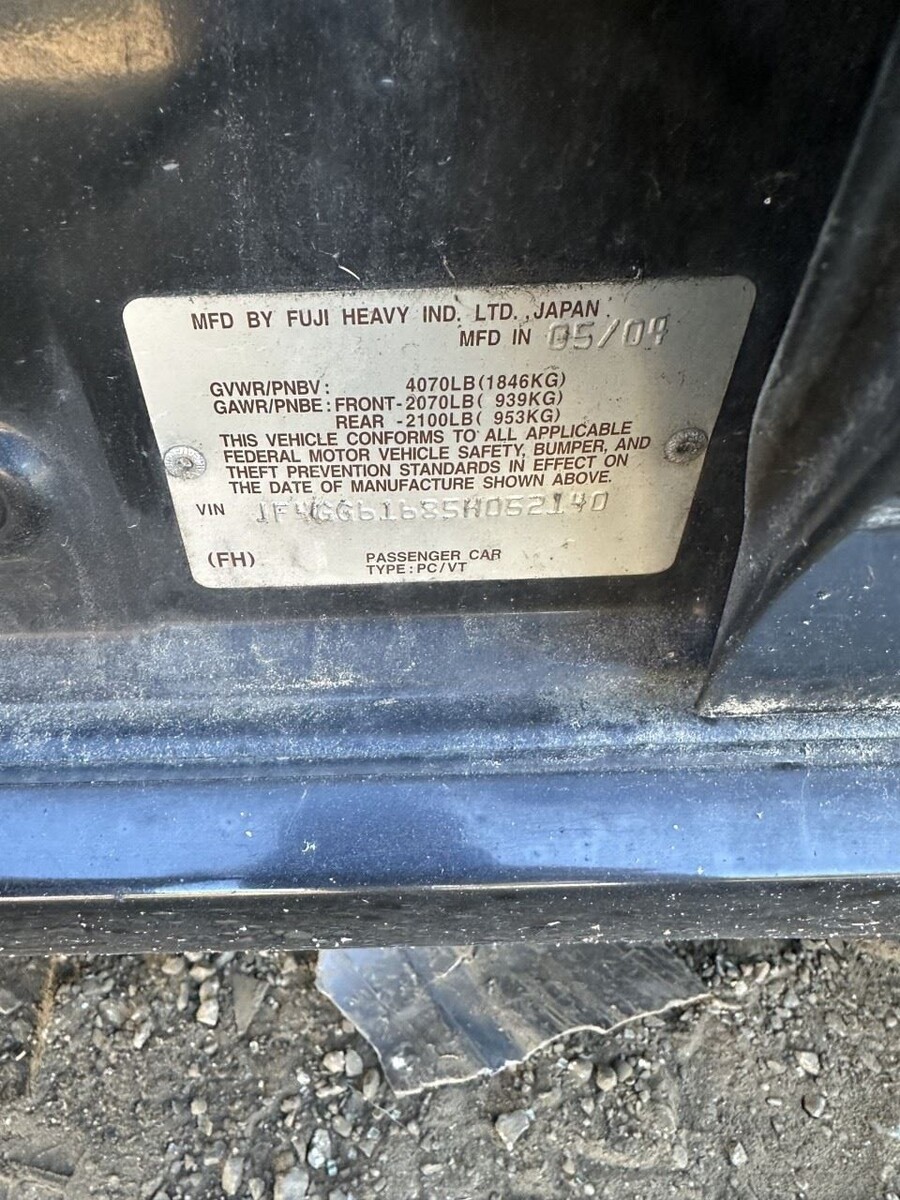 MFD BY FUJI HEAVY IND. LTD. JAPAN
MFD IN 05/04
GVWR/PNBV: 4070LB(1846KG)
GAWR/PNBE: FRONT-2070LB( 939KG)
REAR -2100LB( 953KG)
THIS VEHICLE CONFORMS TO ALL APPLICABLE
FEDERAL MOTOR VEHICLE SAFETY, BUMPER, AND
THEFT PREVENTION STANDARDS IN EFFECT ON
THE DATE OF MANUFACTURE SHOWN ABOVE.
VIN JF4GG61685H052140
(FH) PASSENGER CAR
TYPE: PC/VT